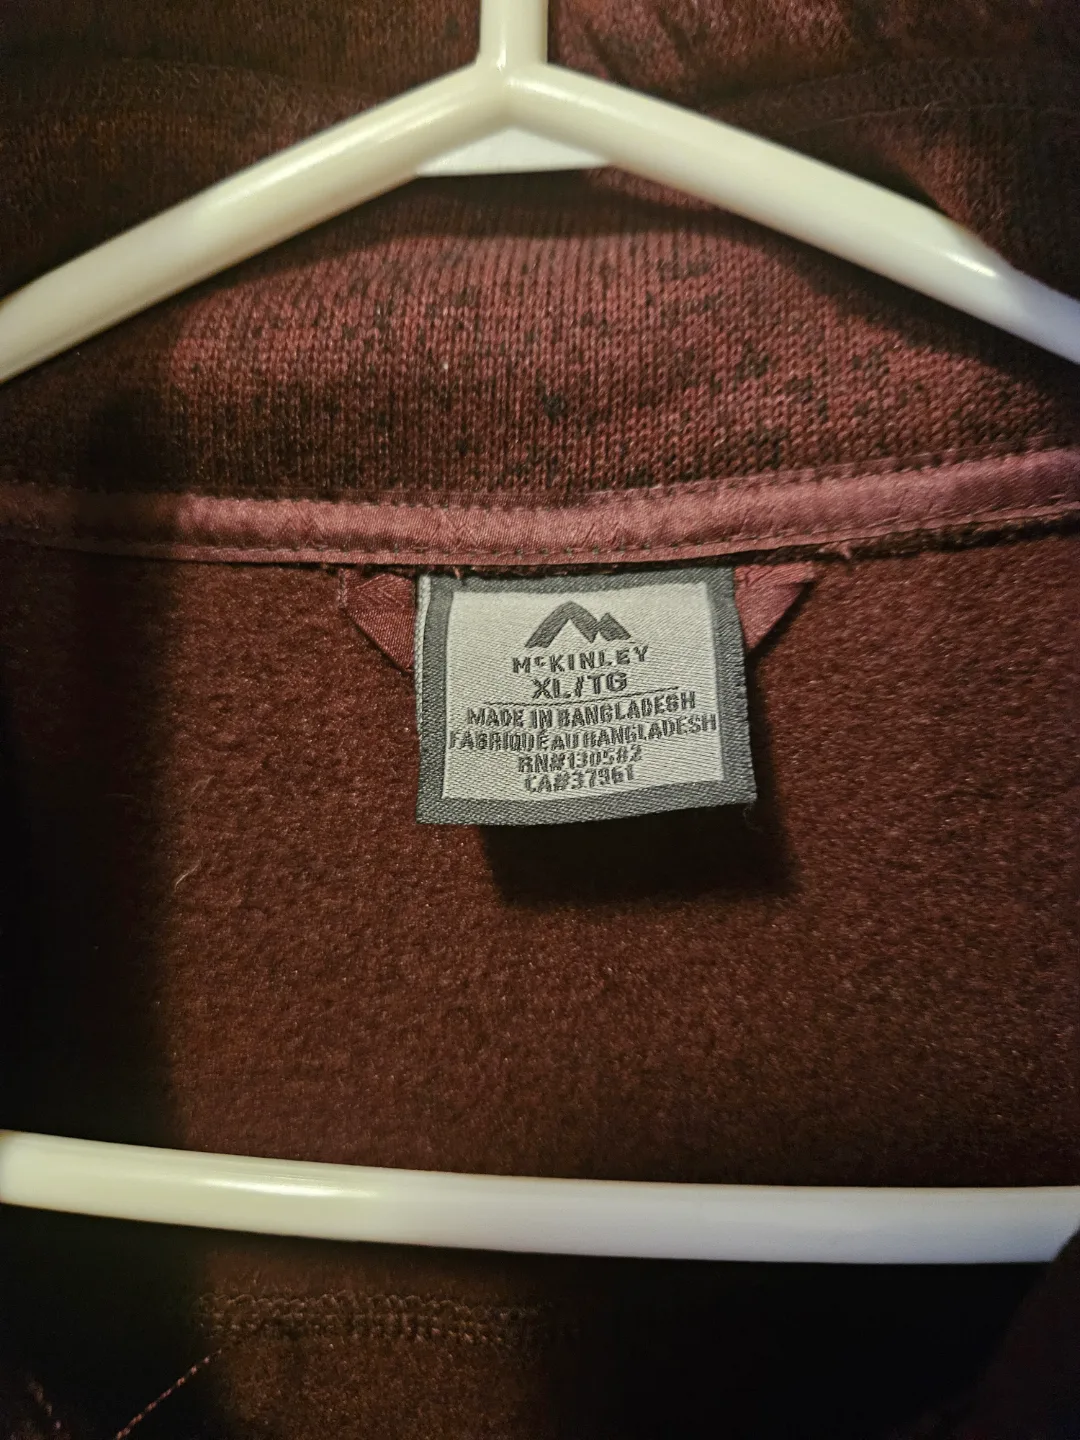 McKINLEY
XL/TG
MADE IN BANGLADESH
FABRIQUÉ AU BANGLADESH
RN#130582
CA#37961